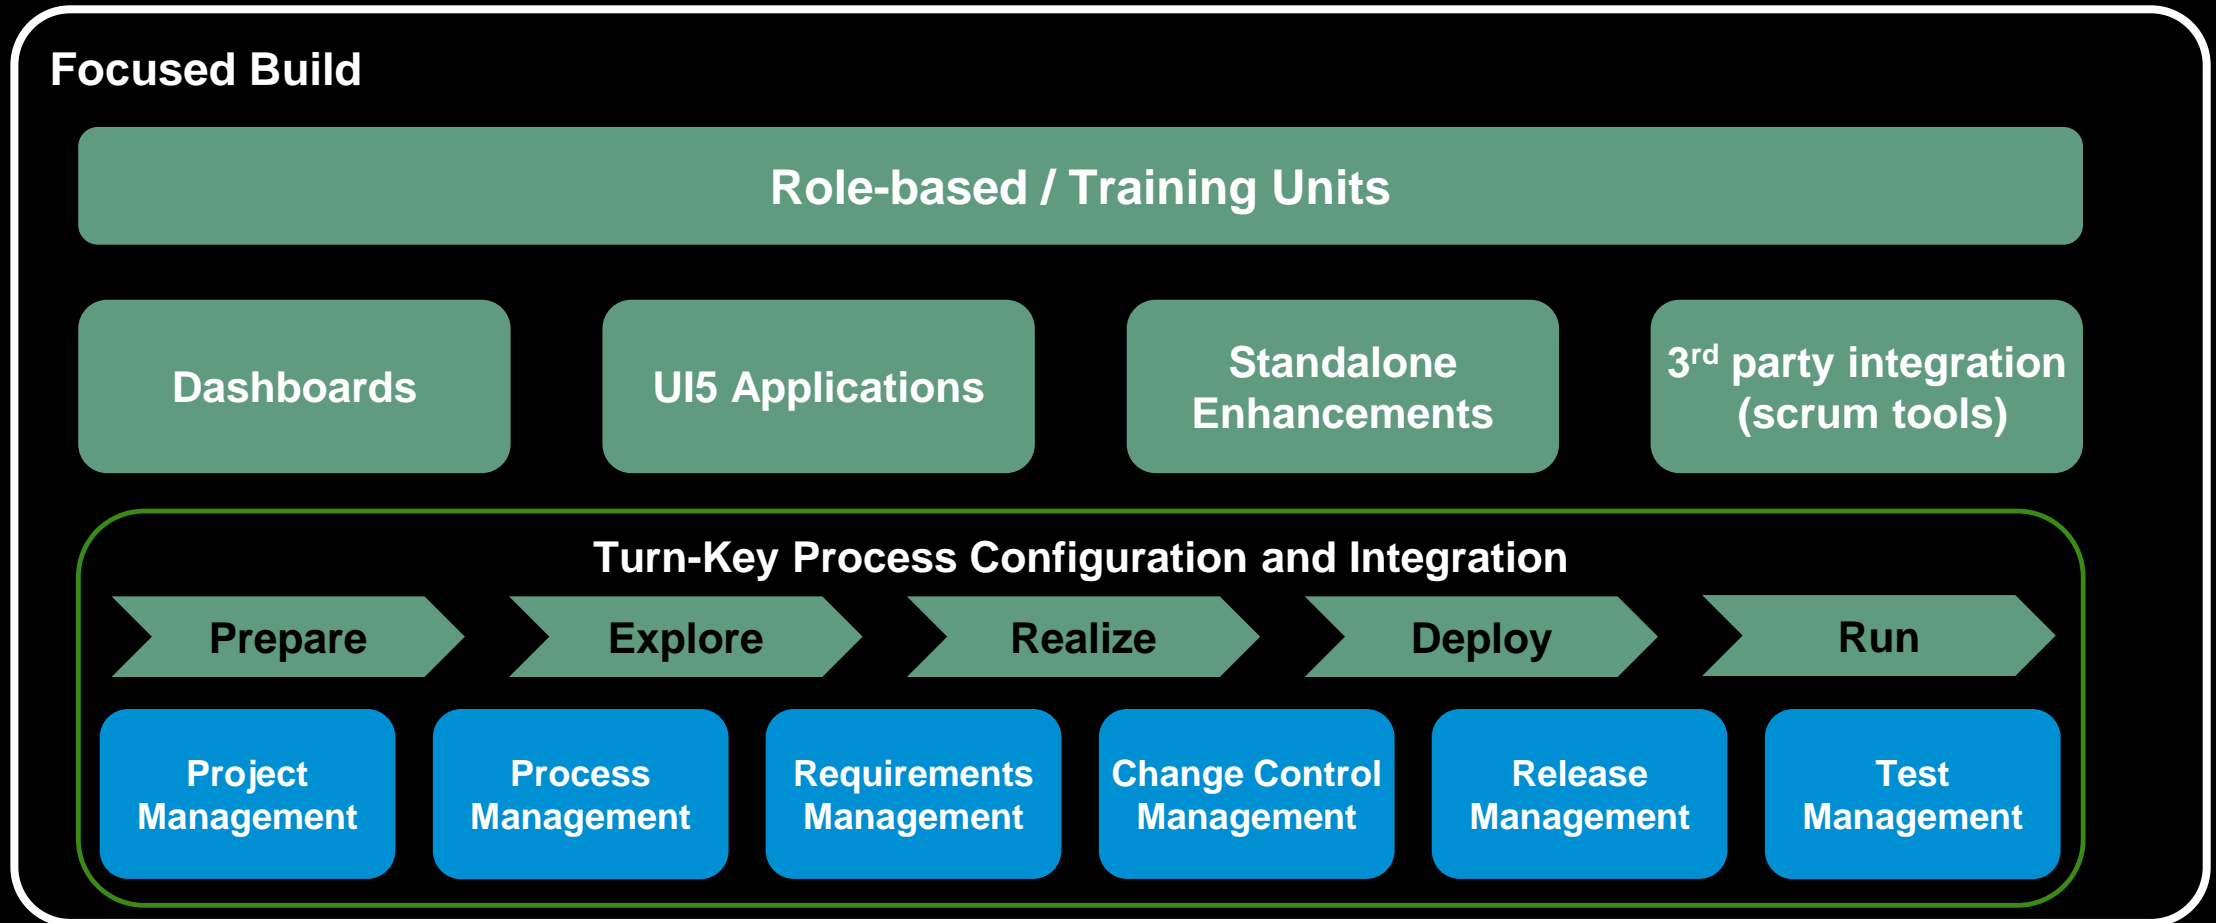 Focused Build
Role-based / Training Units
Dashboards
UI5 Applications
Standalone
Enhancements
3rd party integration
(scrum tools)
Turn-Key Process Configuration and Integration
Prepare
Explore
Realize
Deploy
Run
Project
Management
Process
Management
Requirements
Management
Change Control
Management
Release
Management
Test
Management